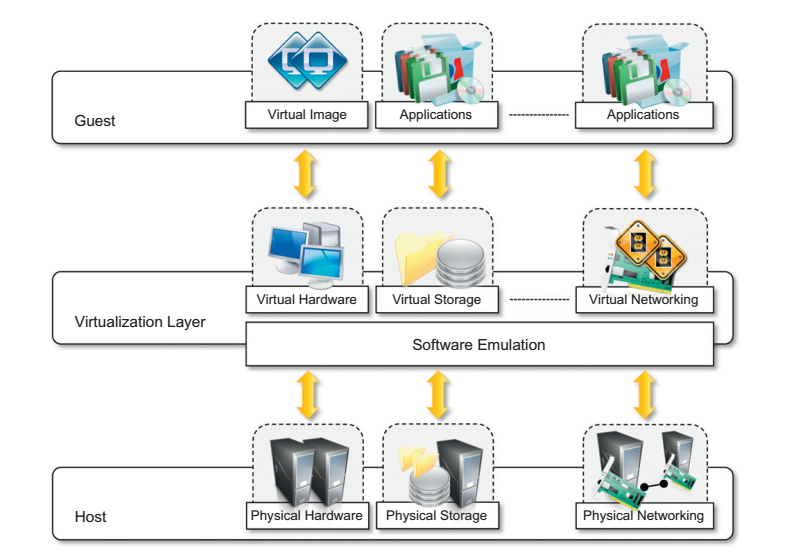 Virtual Image
Applications
Applications
Guest
Virtual Hardware
Virtual Storage
Virtual Networking
Virtualization Layer
Software Emulation
Physical Hardware
Physical Storage
Physical Networking
Host